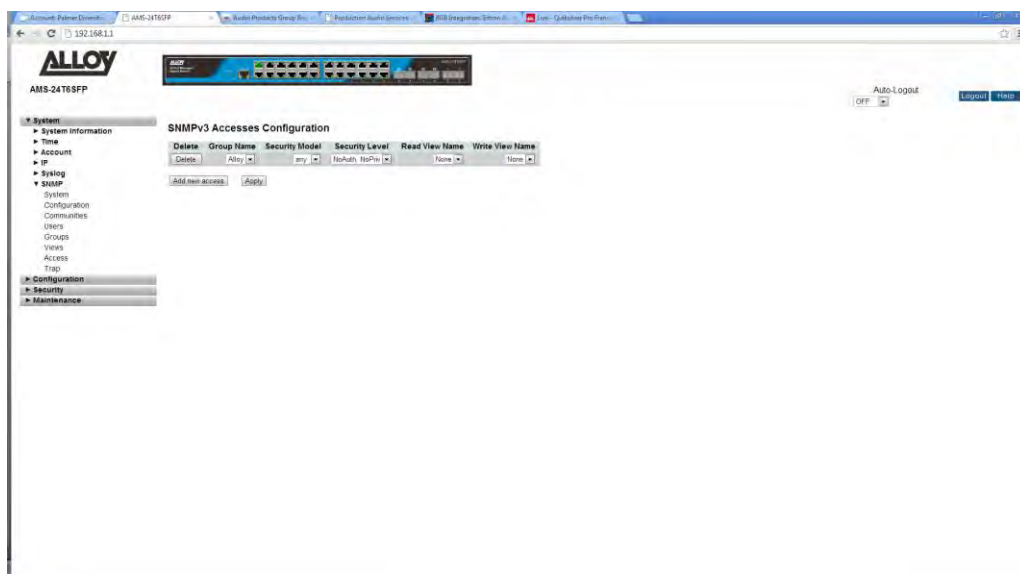 AMS-24T6SFP
192.168.1.1
ALLOY
AMS-24T6SFP
Auto-Logout
OFF
Logout Help
▼ System
► System Information
► Time
► Account
► IP
► Syslog
▼ SNMP
System
Configuration
Communities
Users
Groups
Views
Access
Trap
► Configuration
► Security
► Maintenance
SNMPv3 Accesses Configuration
Delete Group Name Security Model Security Level Read View Name Write View Name
Delete Alloy any NoAuth, NoPriv None None
Add new access Apply